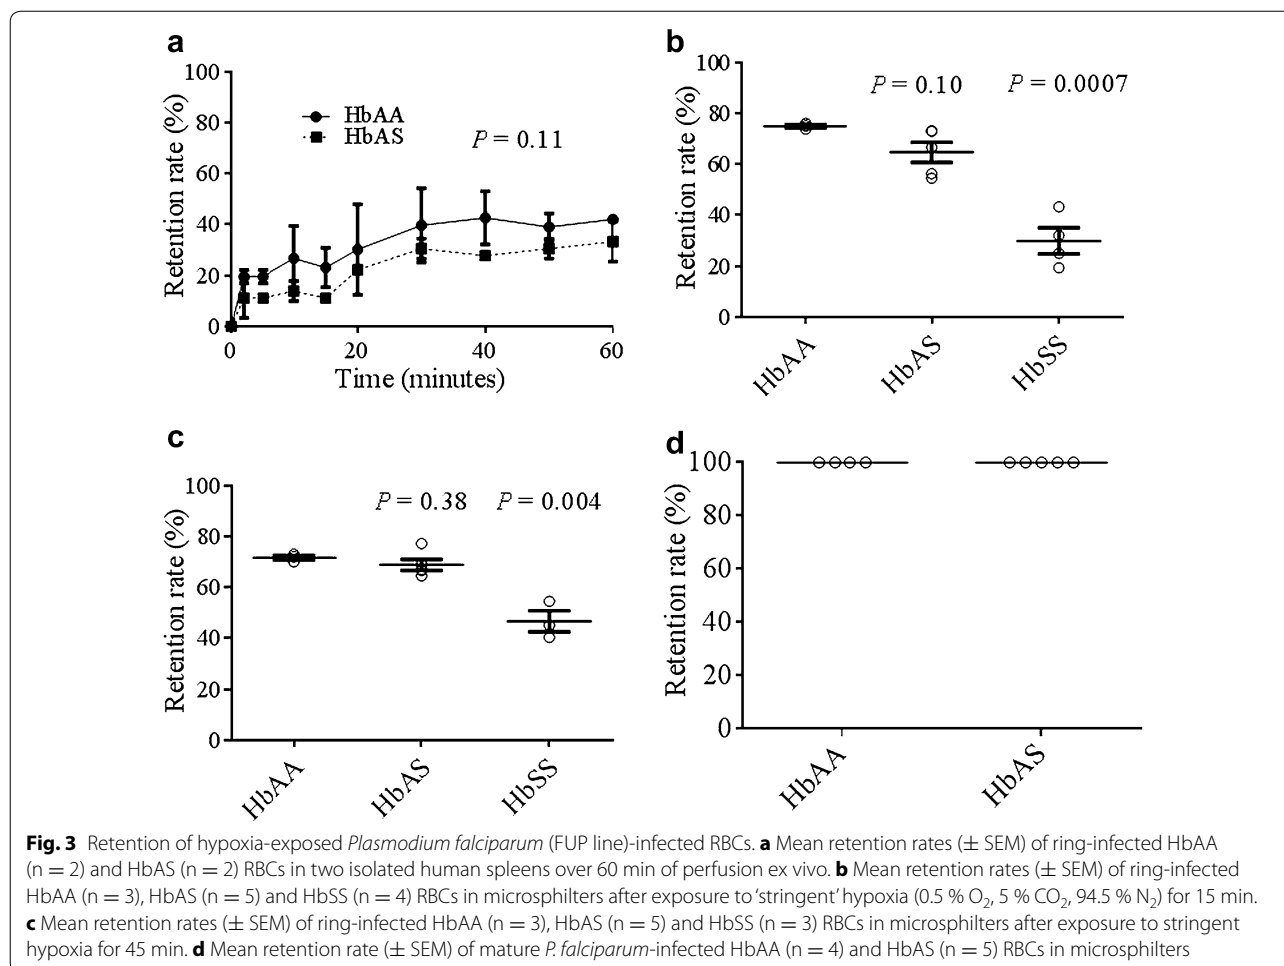 a
100
80
60
40
20
0
Retention rate (%)
HbAA
HbAS
P = 0.11
0
20
40
60
Time (minutes)
b
100
80
60
40
20
0
Retention rate (%)
P = 0.10
P = 0.0007
HbAA
HbAS
HbSS
c
100
80
60
40
20
0
Retention rate (%)
P = 0.38
P = 0.004
HbAA
HbAS
HbSS
d
100
80
60
40
20
0
Retention rate (%)
HbAA
HbAS
Fig. 3 Retention of hypoxia-exposed Plasmodium falciparum (FUP line)-infected RBCs. a Mean retention rates (± SEM) of ring-infected HbAA
(n = 2) and HbAS (n = 2) RBCs in two isolated human spleens over 60 min of perfusion ex vivo. b Mean retention rates (± SEM) of ring-infected
HbAA (n = 3), HbAS (n = 5) and HbSS (n = 4) RBCs in microsphilters after exposure to ‘stringent’ hypoxia (0.5 % O₂, 5 % CO₂, 94.5 % N₂) for 15 min.
c Mean retention rates (± SEM) of ring-infected HbAA (n = 3), HbAS (n = 5) and HbSS (n = 3) RBCs in microsphilters after exposure to stringent
hypoxia for 45 min. d Mean retention rate (± SEM) of mature P. falciparum-infected HbAA (n = 4) and HbAS (n = 5) RBCs in microsphilters